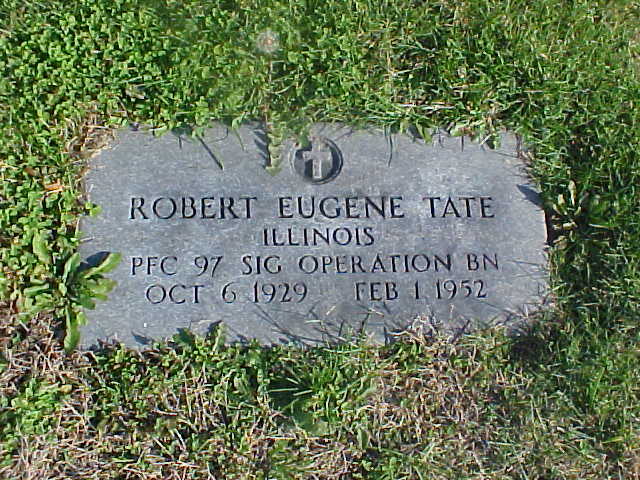 ROBERT EUGENE TATE
ILLINOIS
PFC 97 SIG OPERATION BN
OCT 6 1929 FEB 1 1952